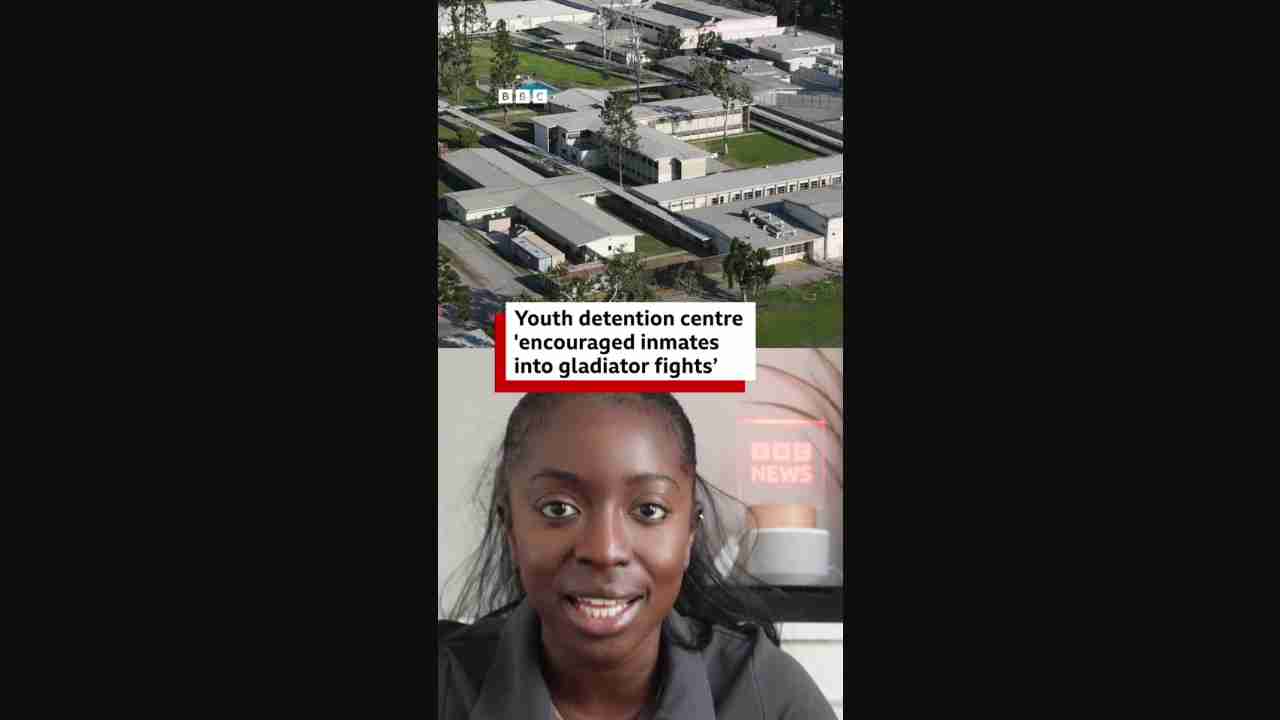 BBC
Youth detention centre
'encouraged inmates
into gladiator fights’
BBC
NEWS